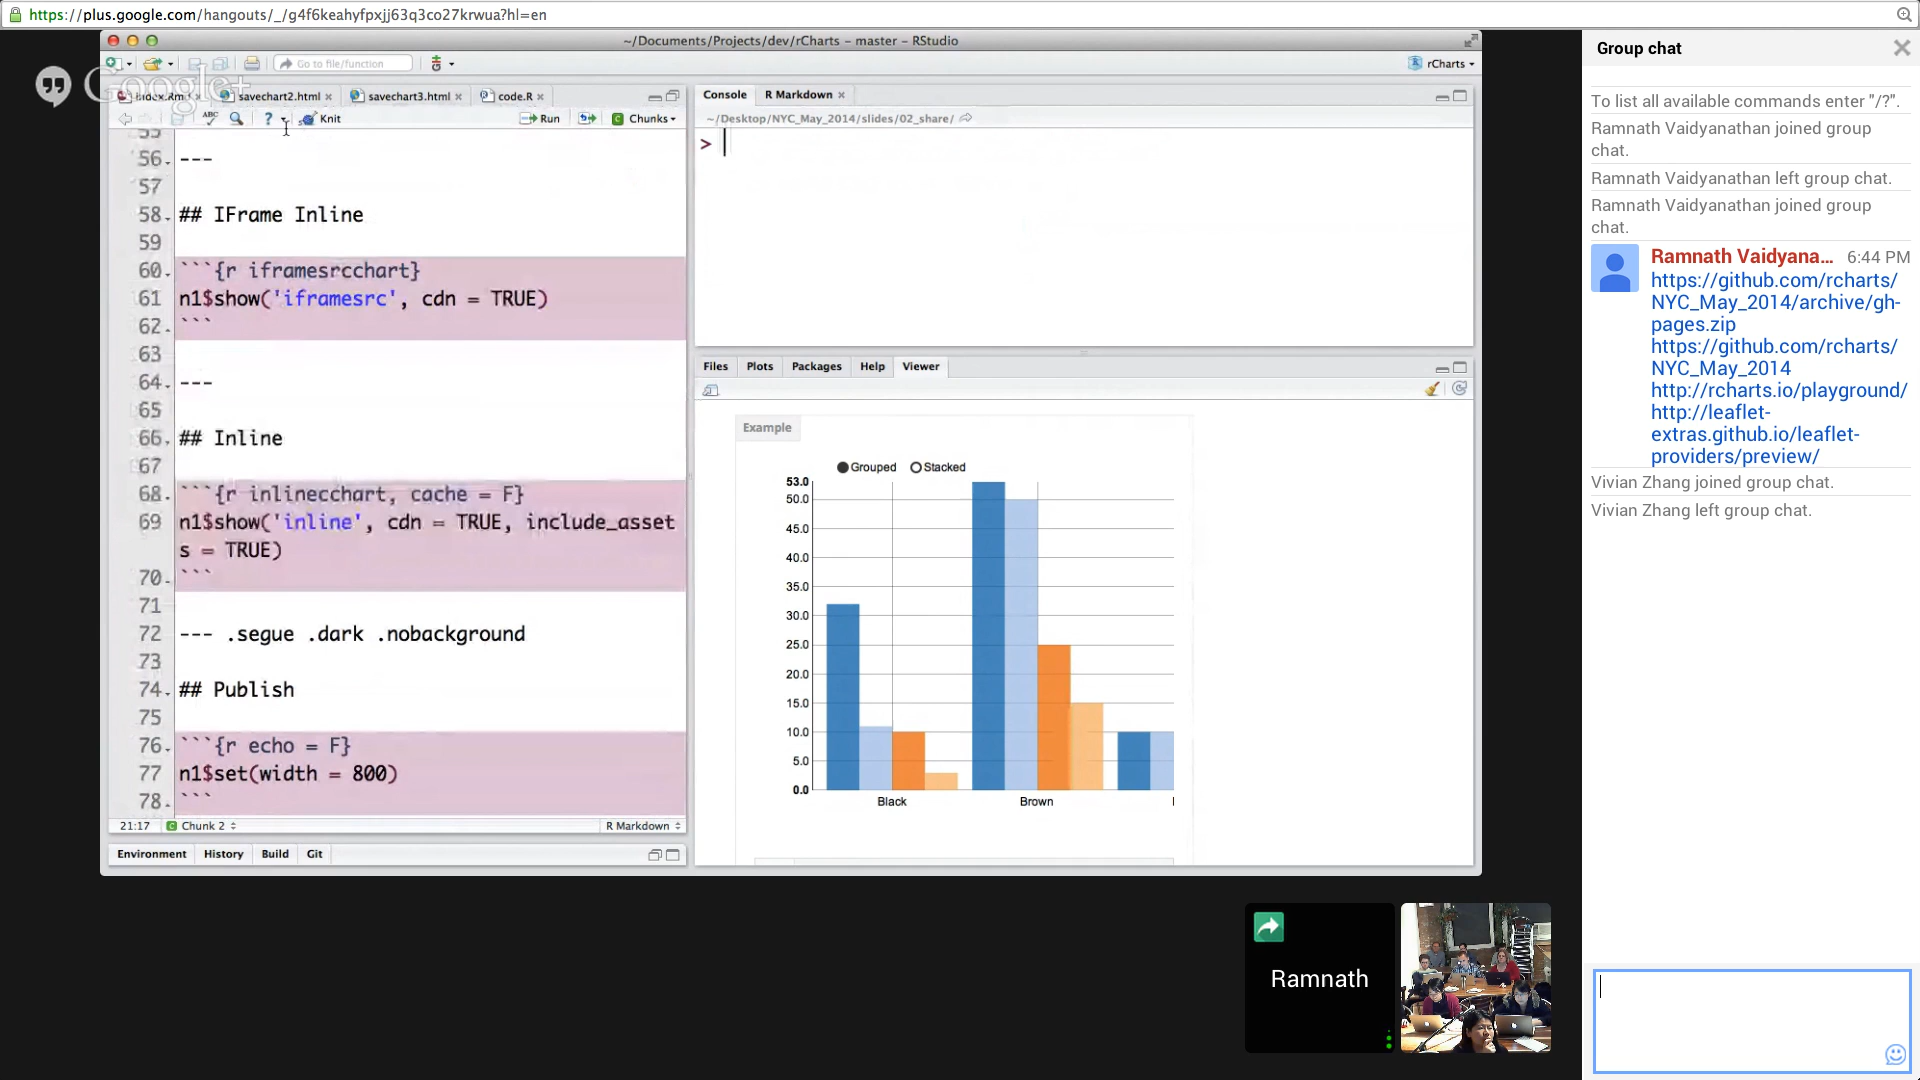 https://plus.google.com/hangouts/_/g4f6keahyfpxjj63q3co27krwua?hl=en
~/Documents/Projects/dev/rCharts – master – RStudio
Go to file/function
rCharts
Google+
index.Rm
savechart2.html ×
savechart3.html ×
code.R ×
ABC
?
Knit
Run
Chunks
55
56 ---
57
58 ## IFrame Inline
59
60 ```{r iframesrcchart}
61 n1$show('iframesrc', cdn = TRUE)
62 ```
63
64 ---
65
66 ## Inline
67
68 ```{r inlinecchart, cache = F}
69 n1$show('inline', cdn = TRUE, include_asset
s = TRUE)
70 ```
71
72 --- .segue .dark .nobackground
73
74 ## Publish
75
76 ```{r echo = F}
77 n1$set(width = 800)
78 ```
21:17 Chunk 2
R Markdown
Environment History Build Git
Console R Markdown ×
~/Desktop/NYC_May_2014/slides/02_share/
>
Files Plots Packages Help Viewer
Example
Grouped Stacked
53.0
50.0
45.0
40.0
35.0
30.0
25.0
20.0
15.0
10.0
5.0
0.0
Black Brown
Ramnath
Group chat
To list all available commands enter "/?".
Ramnath Vaidyanathan joined group
chat.
Ramnath Vaidyanathan left group chat.
Ramnath Vaidyanathan joined group
chat.
Ramnath Vaidyana... 6:44 PM
https://github.com/rcharts/
NYC_May_2014/archive/gh-
pages.zip
https://github.com/rcharts/
NYC_May_2014
http://rcharts.io/playground/
http://leaflet-
extras.github.io/leaflet-
providers/preview/
Vivian Zhang joined group chat.
Vivian Zhang left group chat.